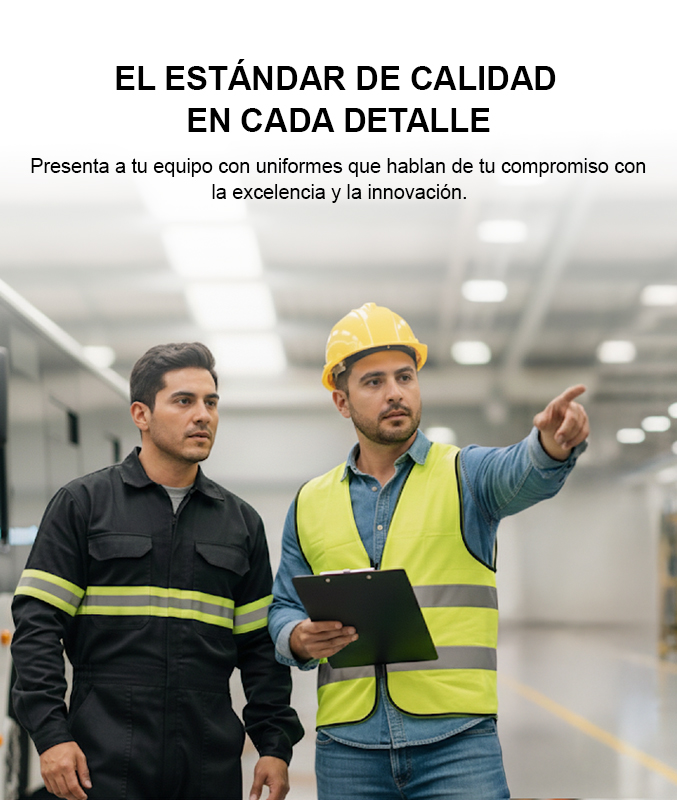 EL ESTÁNDAR DE CALIDAD
EN CADA DETALLE
Presenta a tu equipo con uniformes que hablan de tu compromiso con
la excelencia y la innovación.